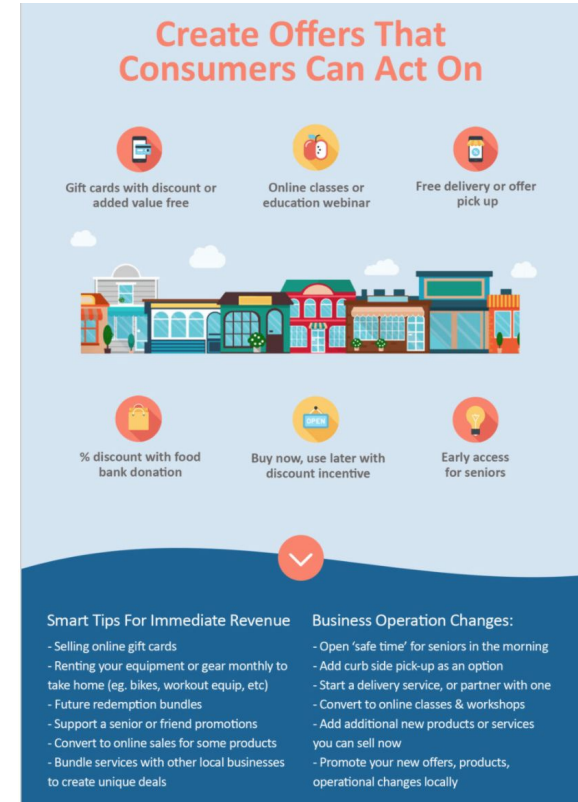 Create Offers That
Consumers Can Act On
Gift cards with discount or
added value free
Online classes or
education webinar
Free delivery or offer
pick up
% discount with food
bank donation
OPEN
Buy now, use later with
discount incentive
Early access
for seniors
Smart Tips For Immediate Revenue
- Selling online gift cards
- Renting your equipment or gear monthly to
take home (eg. bikes, workout equip, etc)
- Future redemption bundles
- Support a senior or friend promotions
- Convert to online sales for some products
- Bundle services with other local businesses
to create unique deals
Business Operation Changes:
- Open ‘safe time’ for seniors in the morning
- Add curb side pick-up as an option
- Start a delivery service, or partner with one
- Convert to online classes & workshops
- Add additional new products or services
you can sell now
- Promote your new offers, products,
operational changes locally